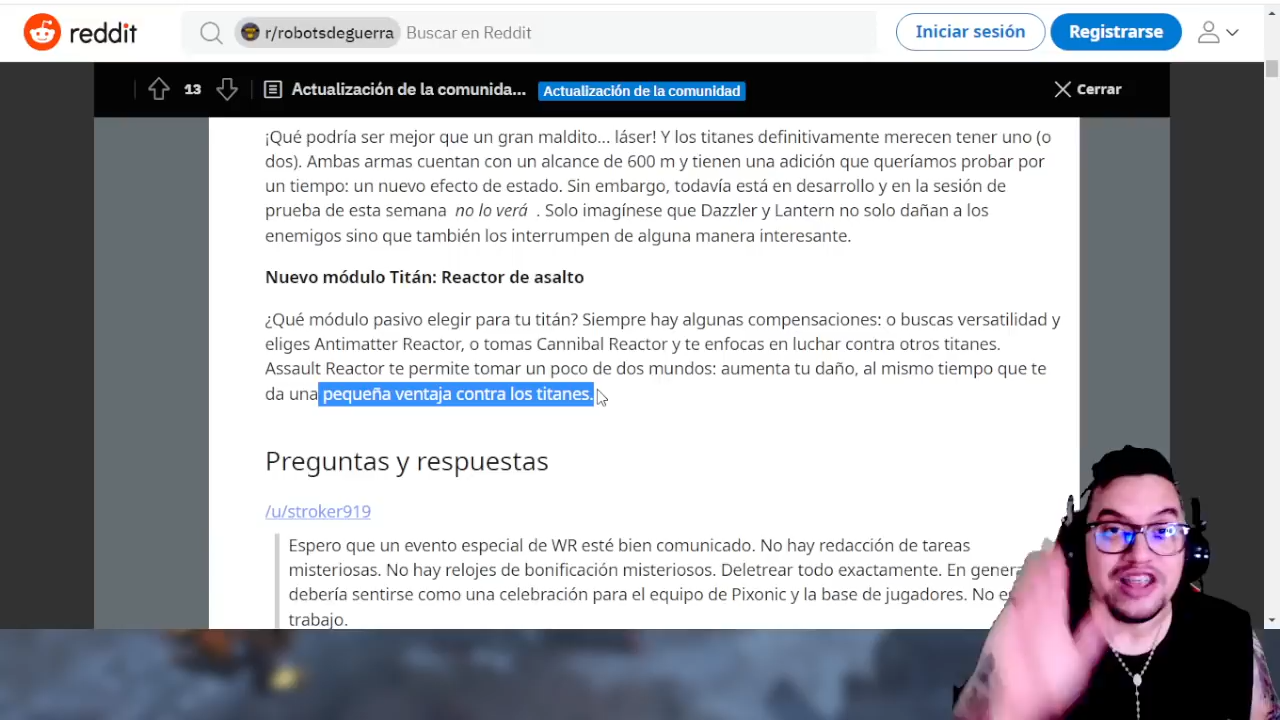 reddit
r/robotsdeguerra
Buscar en Reddit
Iniciar sesión
Registrarse
13
Actualización de la comunida...
Actualización de la comunidad
Cerrar
¡Qué podría ser mejor que un gran maldito... láser! Y los titanes definitivamente merecen tener uno (o
dos). Ambas armas cuentan con un alcance de 600 m y tienen una adición que queríamos probar por
un tiempo: un nuevo efecto de estado. Sin embargo, todavía está en desarrollo y en la sesión de
prueba de esta semana no lo verá . Solo imagínese que Dazzler y Lantern no solo dañan a los
enemigos sino que también los interrumpen de alguna manera interesante.
Nuevo módulo Titán: Reactor de asalto
¿Qué módulo pasivo elegir para tu titán? Siempre hay algunas compensaciones: o buscas versatilidad y
eliges Antimatter Reactor, o tomas Cannibal Reactor y te enfocas en luchar contra otros titanes.
Assault Reactor te permite tomar un poco de dos mundos: aumenta tu daño, al mismo tiempo que te
da una pequeña ventaja contra los titanes.
Preguntas y respuestas
/u/stroker919
Espero que un evento especial de WR esté bien comunicado. No hay redacción de tareas
misteriosas. No hay relojes de bonificación misteriosos. Deletrear todo exactamente. En genera
debería sentirse como una celebración para el equipo de Pixonic y la base de jugadores. No
trabajo.